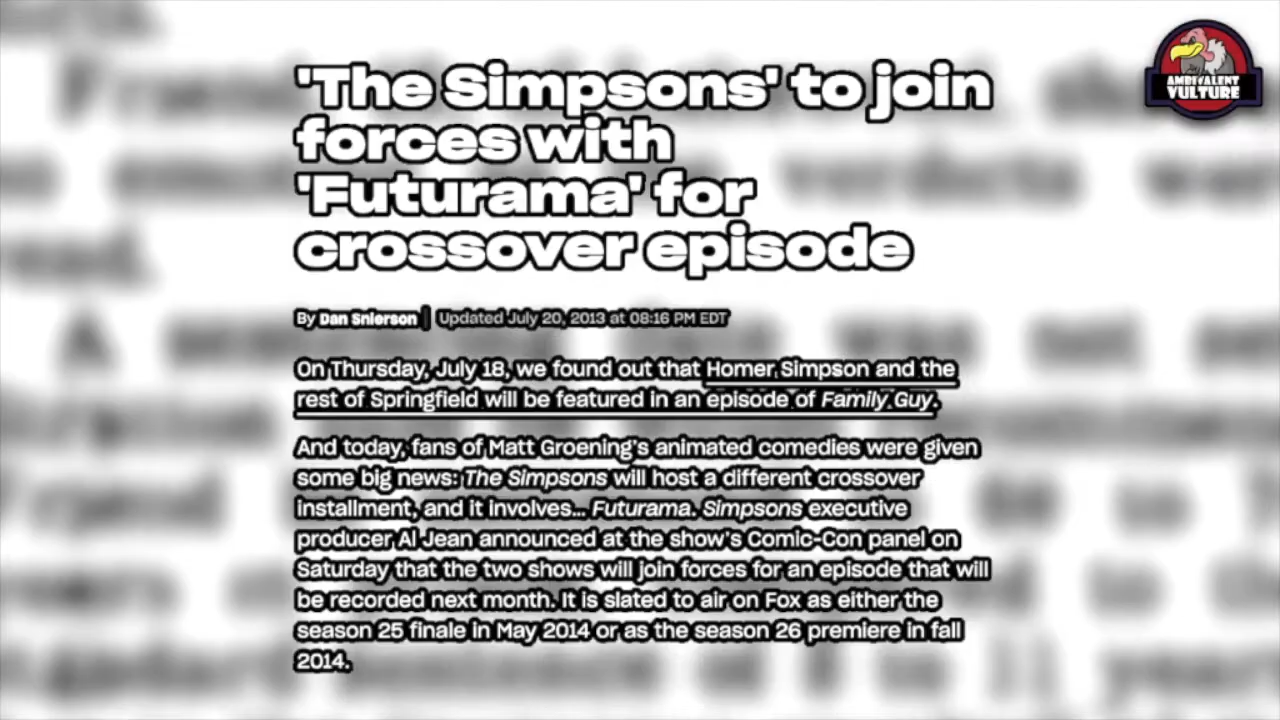 'The Simpsons' to join
forces with
'Futurama' for
crossover episode
By Dan Snierson | Updated July 20, 2013 at 08:16 PM EDT
On Thursday, July 18, we found out that Homer Simpson and the
rest of Springfield will be featured in an episode of Family Guy.
And today, fans of Matt Groening's animated comedies were given
some big news: The Simpsons will host a different crossover
installment, and it involves... Futurama. Simpsons executive
producer Al Jean announced at the show's Comic-Con panel on
Saturday that the two shows will join forces for an episode that will
be recorded next month. It is slated to air on Fox as either the
season 25 finale in May 2014 or as the season 26 premiere in fall
2014.
AMBIVALENT
VULTURE